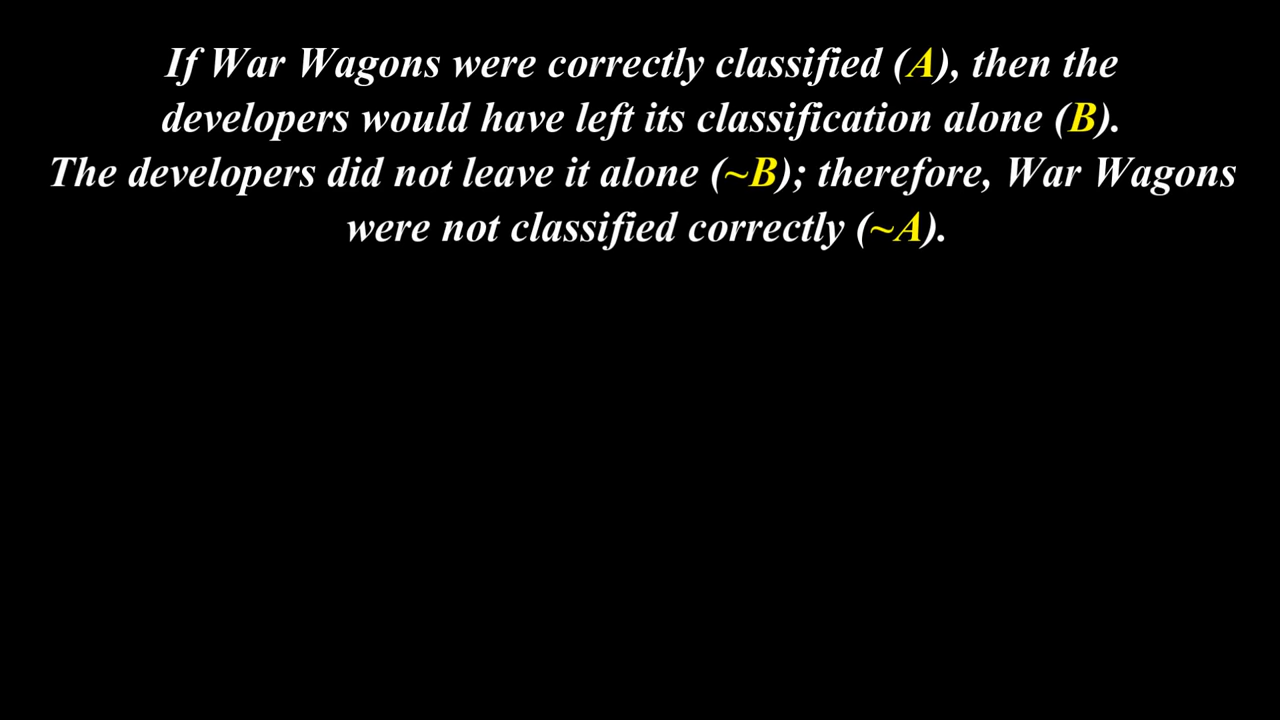 If War Wagons were correctly classified (A), then the
developers would have left its classification alone (B).
The developers did not leave it alone (~B); therefore, War Wagons
were not classified correctly (~A).